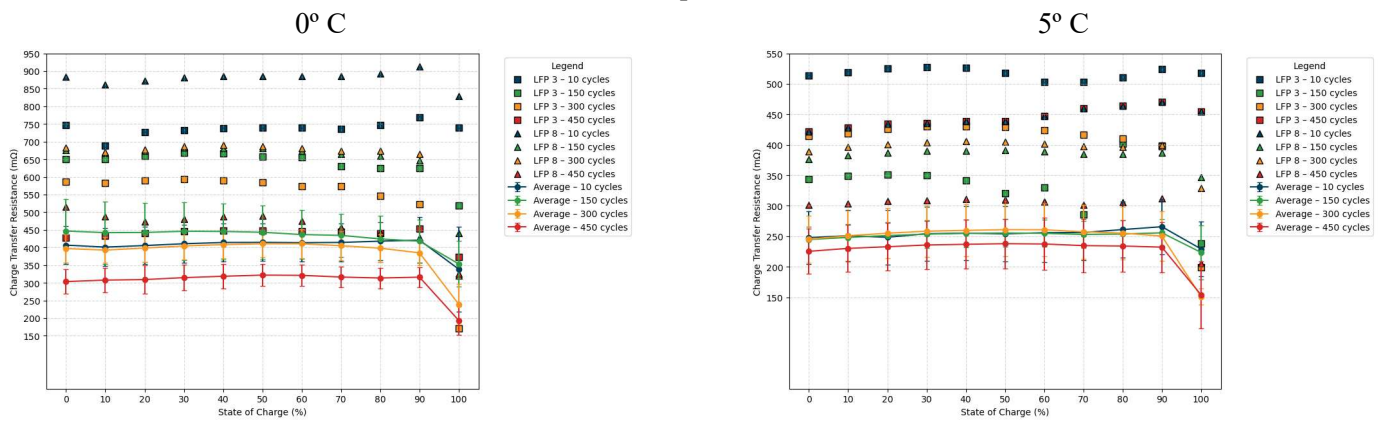 0º C
950
900
850
800
750
700
650
600
550
500
450
400
350
300
250
200
150
Charge Transfer Resistance (mΩ)
0 10 20 30 40 50 60 70 80 90 100
State of Charge (%)
Legend
LFP 3 – 10 cycles
LFP 3 – 150 cycles
LFP 3 – 300 cycles
LFP 3 – 450 cycles
LFP 8 – 10 cycles
LFP 8 – 150 cycles
LFP 8 – 300 cycles
LFP 8 – 450 cycles
Average – 10 cycles
Average – 150 cycles
Average – 300 cycles
Average – 450 cycles
5º C
550
500
450
400
350
300
250
200
150
Charge Transfer Resistance (mΩ)
0 10 20 30 40 50 60 70 80 90 100
State of Charge (%)
Legend
LFP 3 – 10 cycles
LFP 3 – 150 cycles
LFP 3 – 300 cycles
LFP 3 – 450 cycles
LFP 8 – 10 cycles
LFP 8 – 150 cycles
LFP 8 – 300 cycles
LFP 8 – 450 cycles
Average – 10 cycles
Average – 150 cycles
Average – 300 cycles
Average – 450 cycles